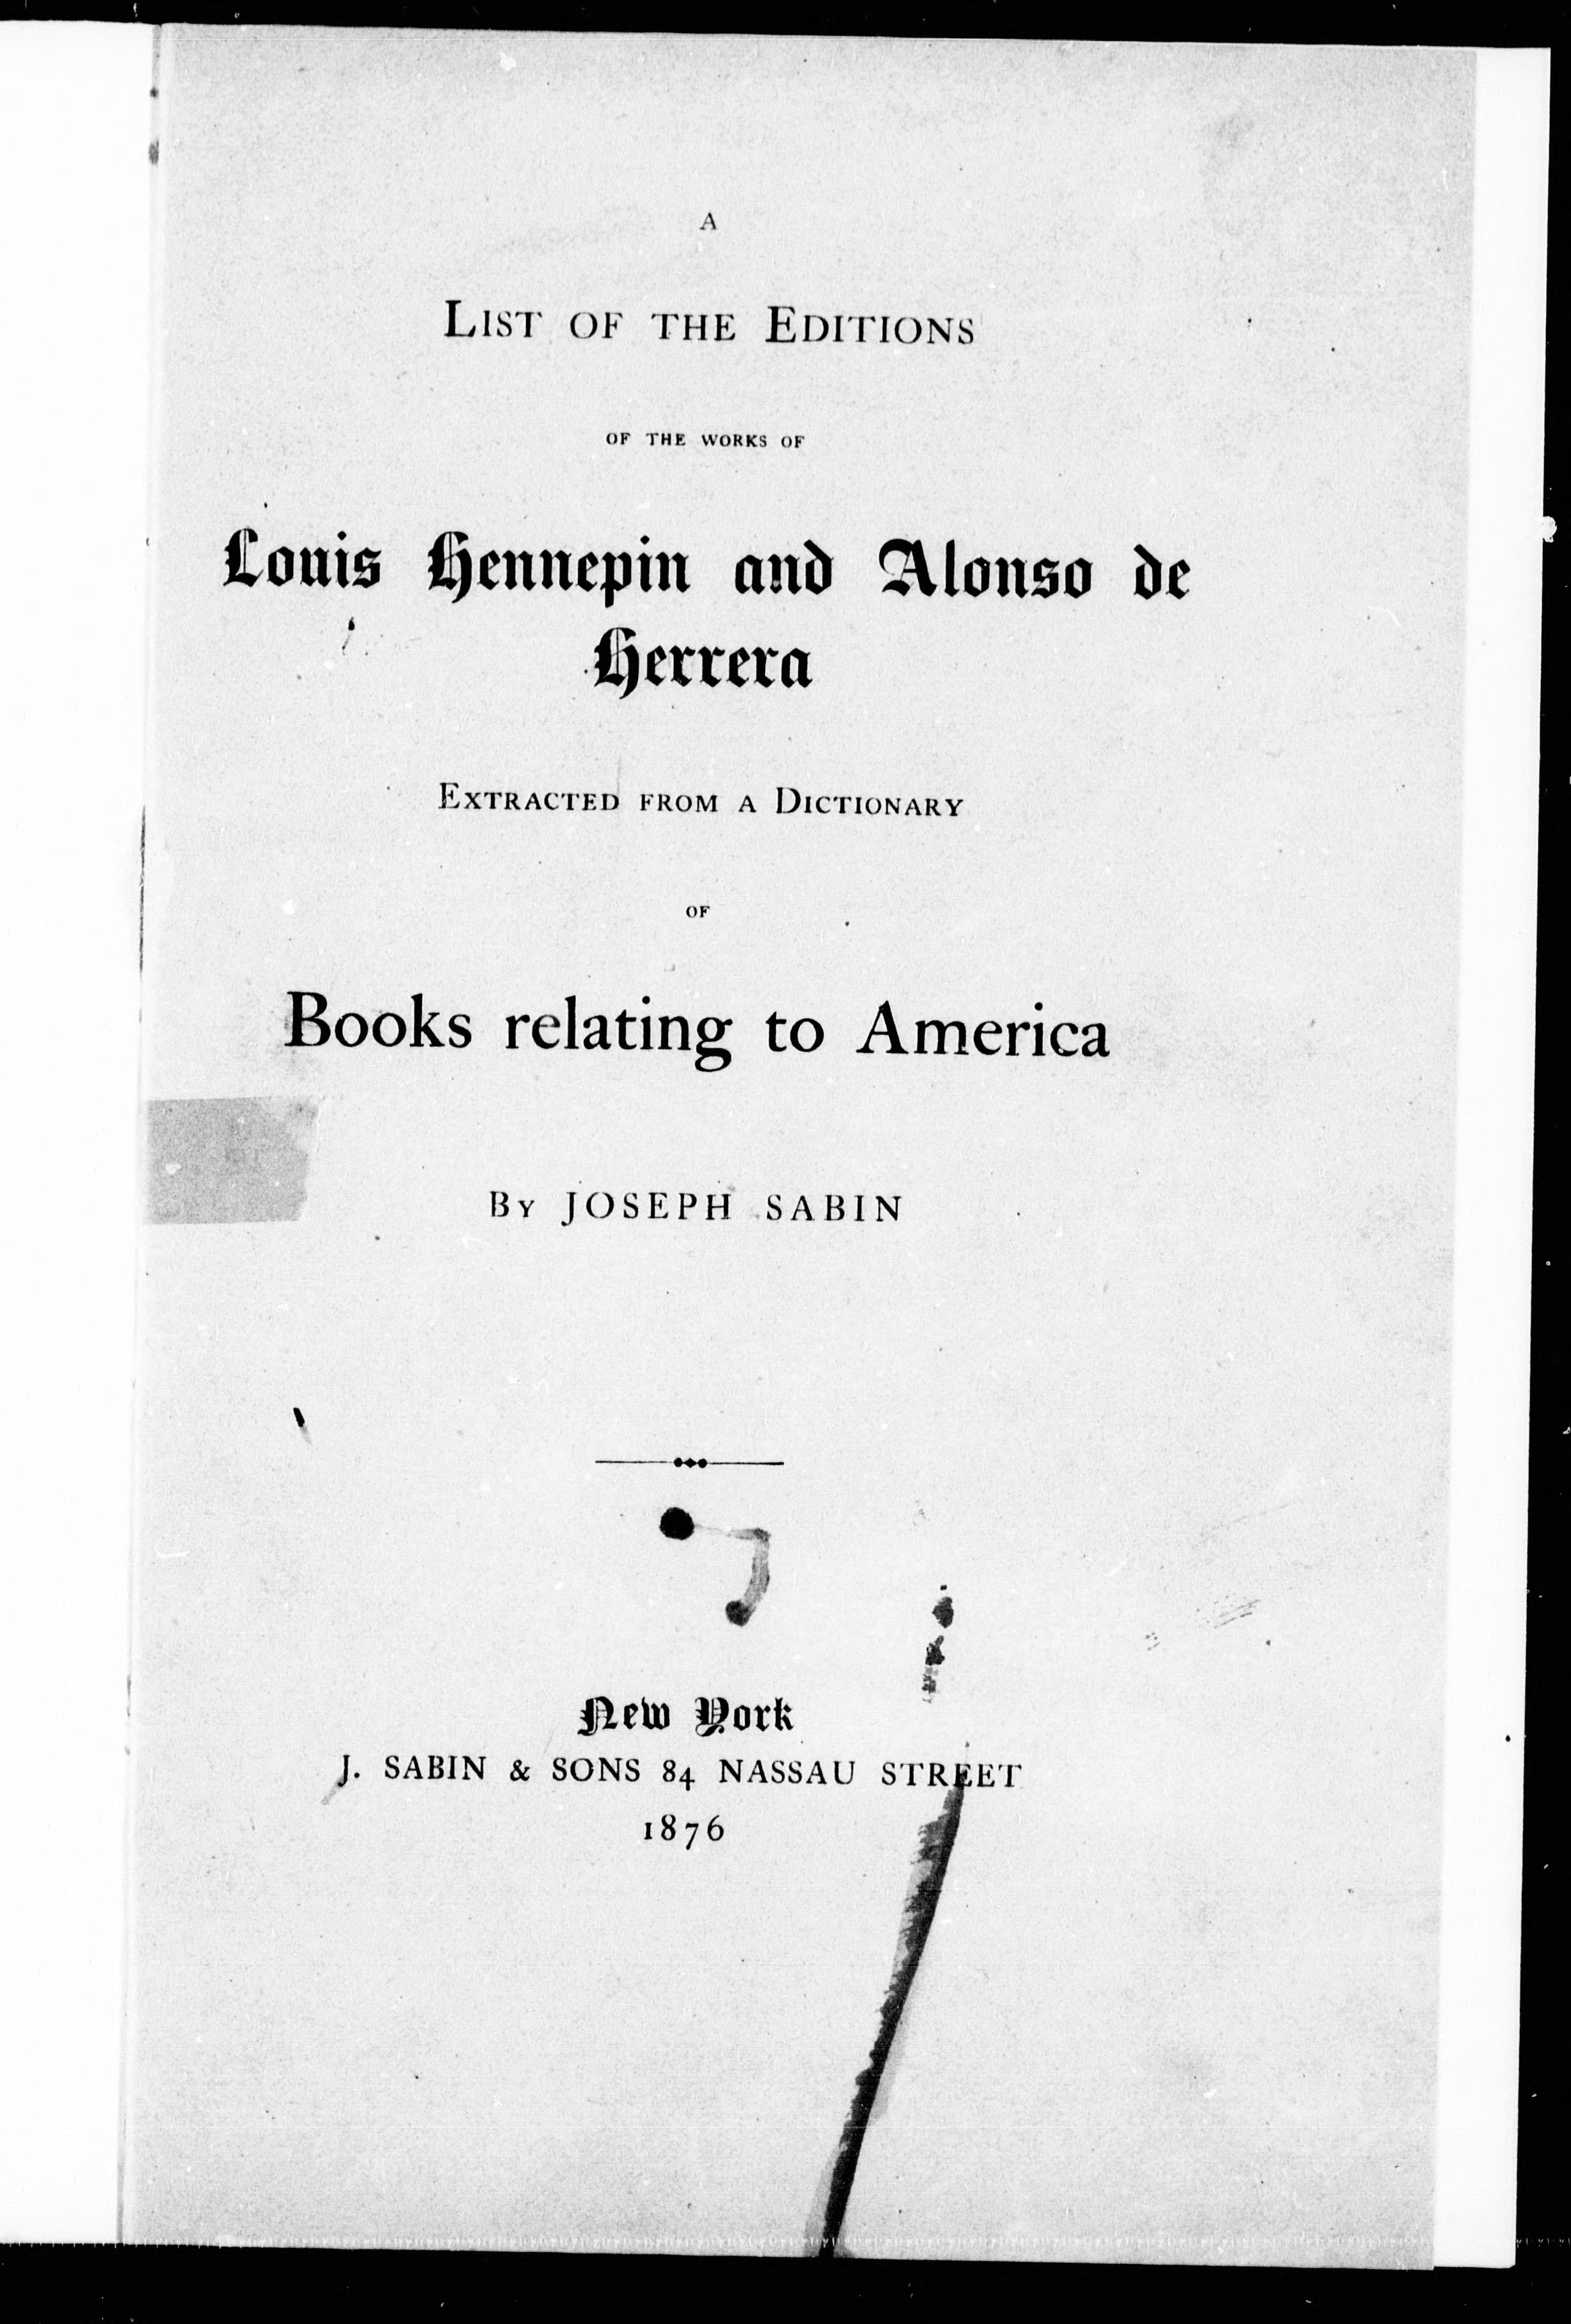 A
List of the Editions
OF THE WORKS OF
Louis Hennepin and Alonso de
Herrera
Extracted from a Dictionary
OF
Books relating to America
By JOSEPH SABIN
New York
J. SABIN & SONS 84 NASSAU STREET
1876